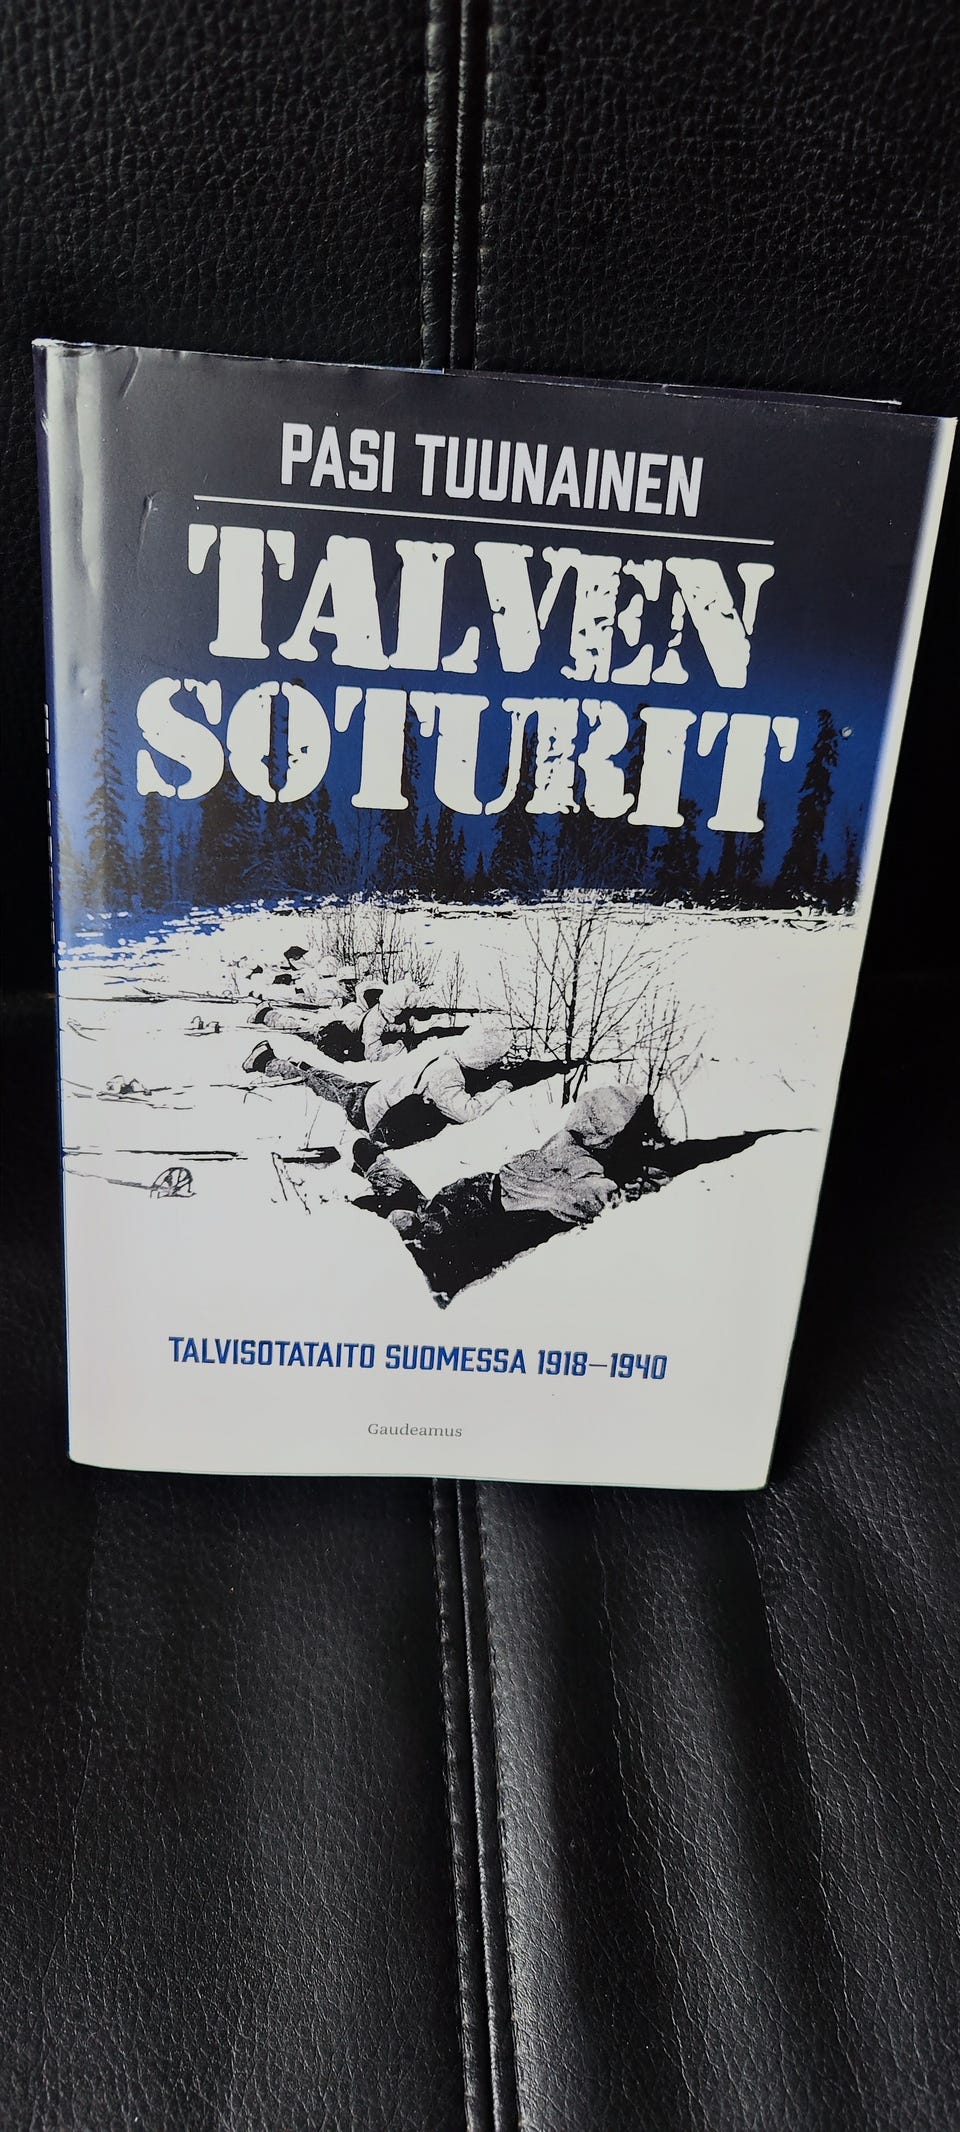 PASI TUUNAINEN
TALVEN
SOTURIT
TALVISOTATAITO SUOMESSA 1918–1940
Gaudeamus